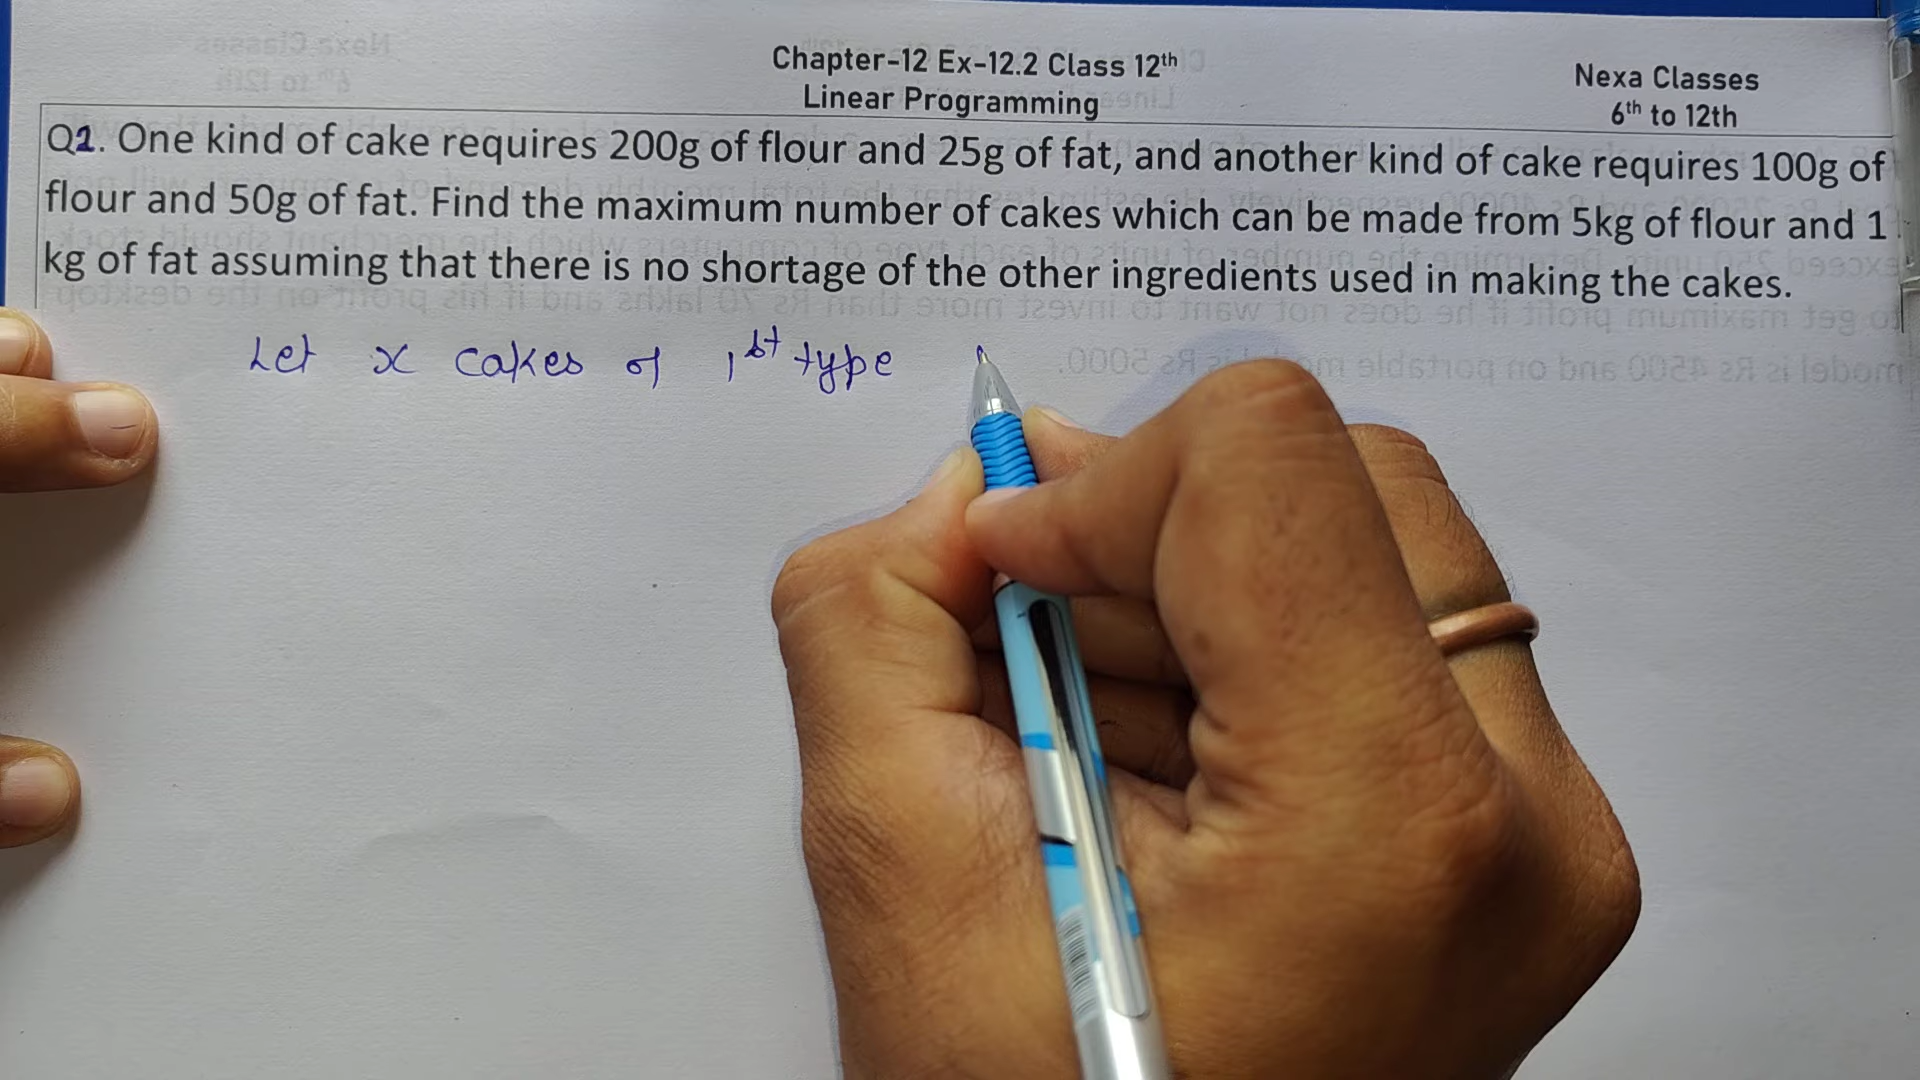 Chapter-12 Ex-12.2 Class 12th
Linear Programming
Nexa Classes
6th to 12th
Q2. One kind of cake requires 200g of flour and 25g of fat, and another kind of cake requires 100g of
flour and 50g of fat. Find the maximum number of cakes which can be made from 5kg of flour and 1
kg of fat assuming that there is no shortage of the other ingredients used in making the cakes.
Let x cakes of 1st type